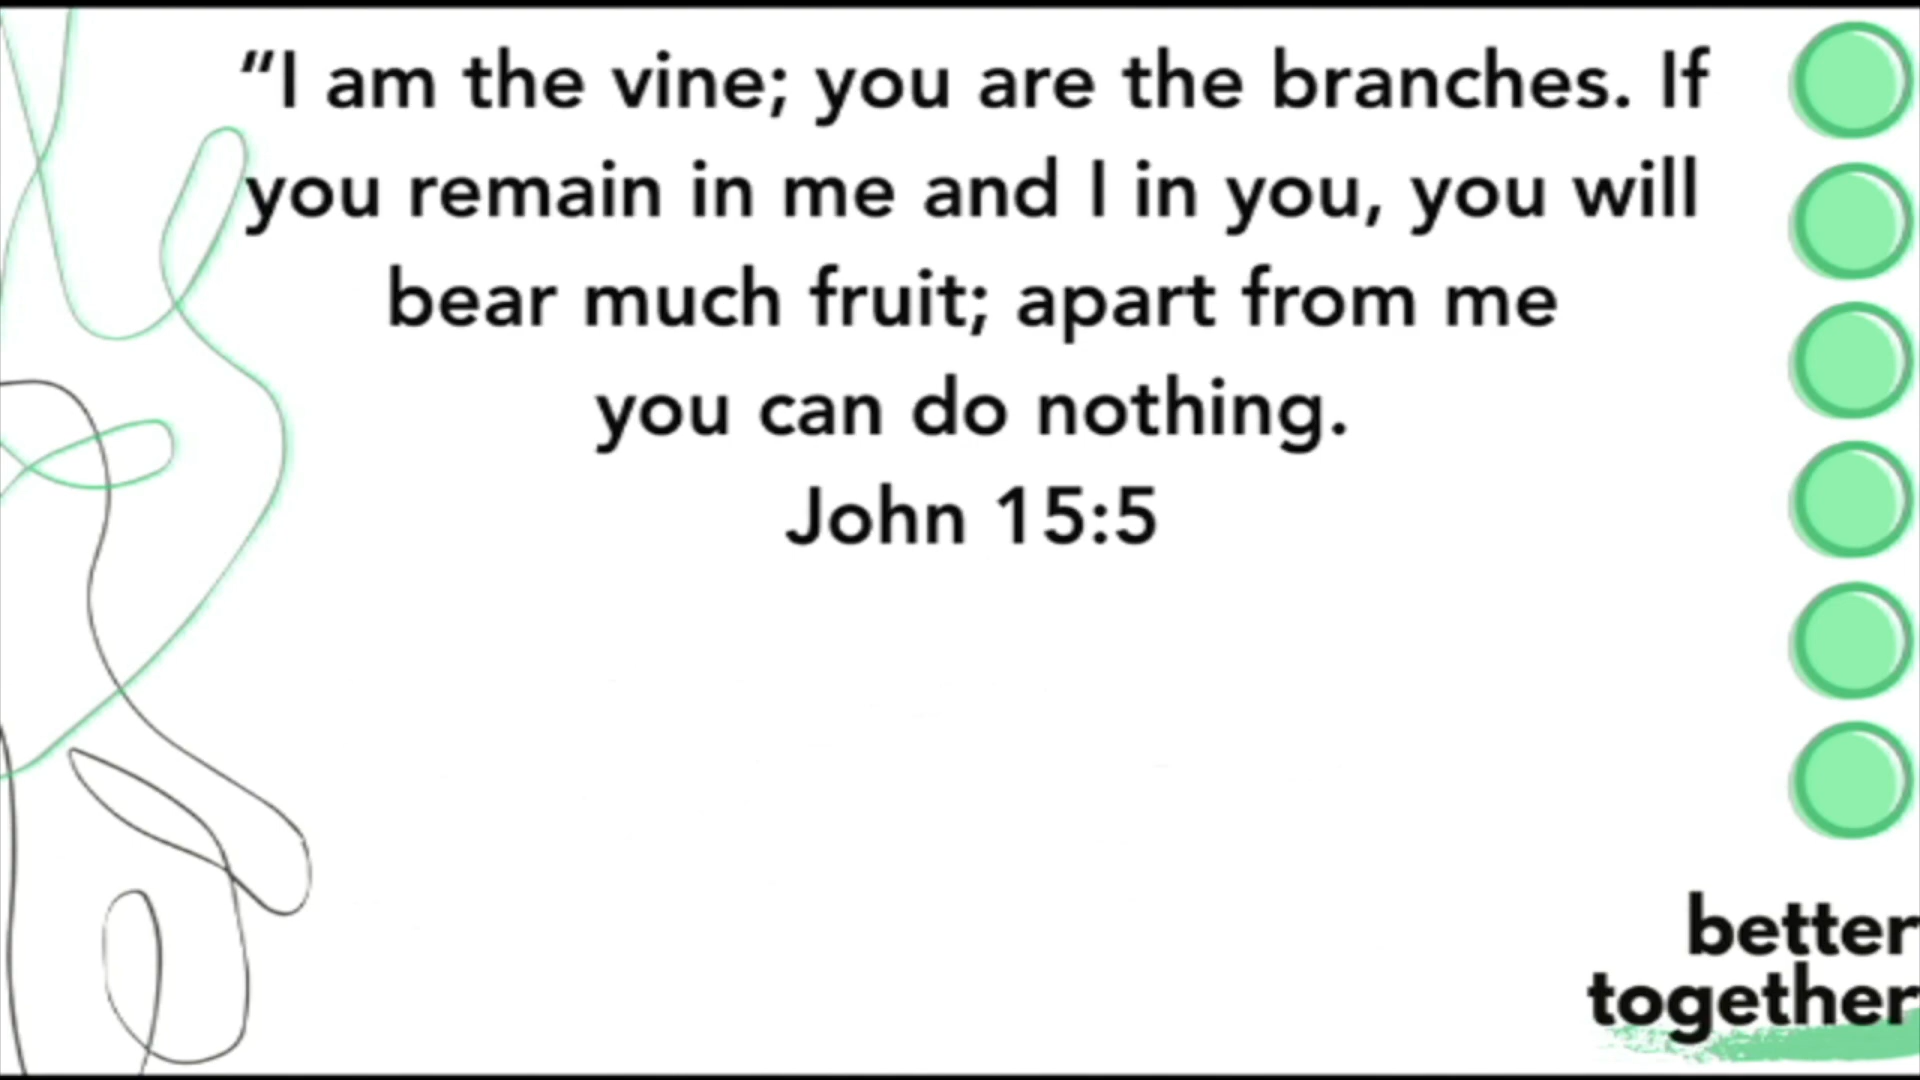 “I am the vine; you are the branches. If
you remain in me and I in you, you will
bear much fruit; apart from me
you can do nothing.
John 15:5
better
together